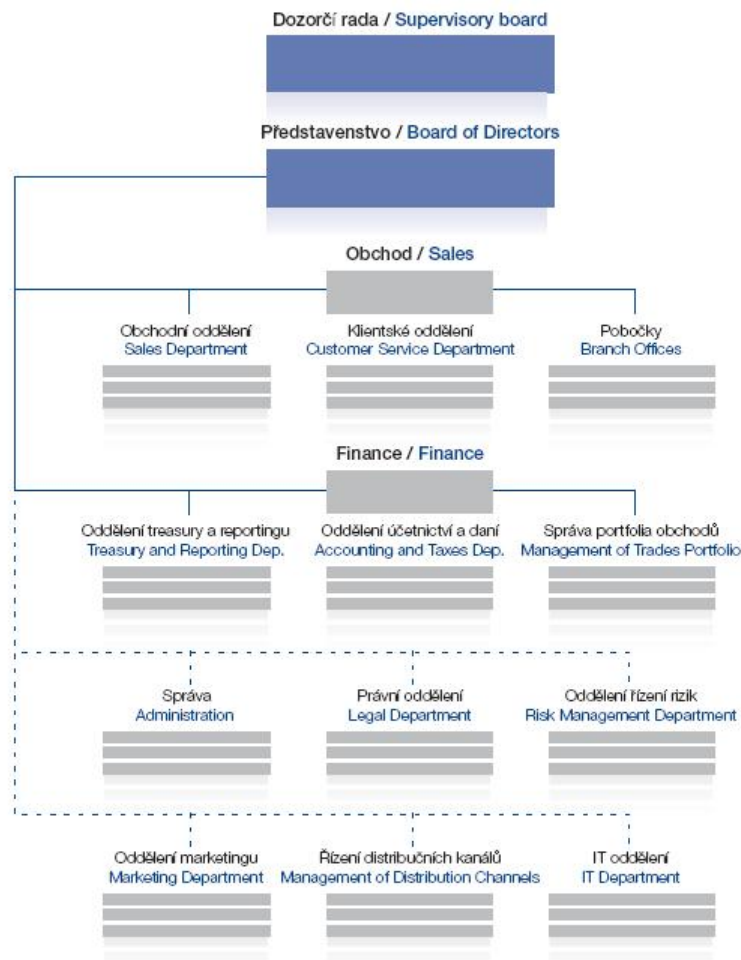 Dozorčí rada / Supervisory board
Představenstvo / Board of Directors
Obchod / Sales
Obchodní oddělení
Sales Department
Klientské oddělení
Customer Service Department
Pobočky
Branch Offices
Finance / Finance
Oddělení treasury a reportingu
Treasury and Reporting Dep.
Oddělení účetnictví a daní
Accounting and Taxes Dep.
Správa portfolia obchodů
Management of Trades Portfolio
Správa
Administration
Právní oddělení
Legal Department
Oddělení řízení rizik
Risk Management Department
Oddělení marketingu
Marketing Department
Řízení distribučních kanálů
Management of Distribution Channels
IT oddělení
IT Department